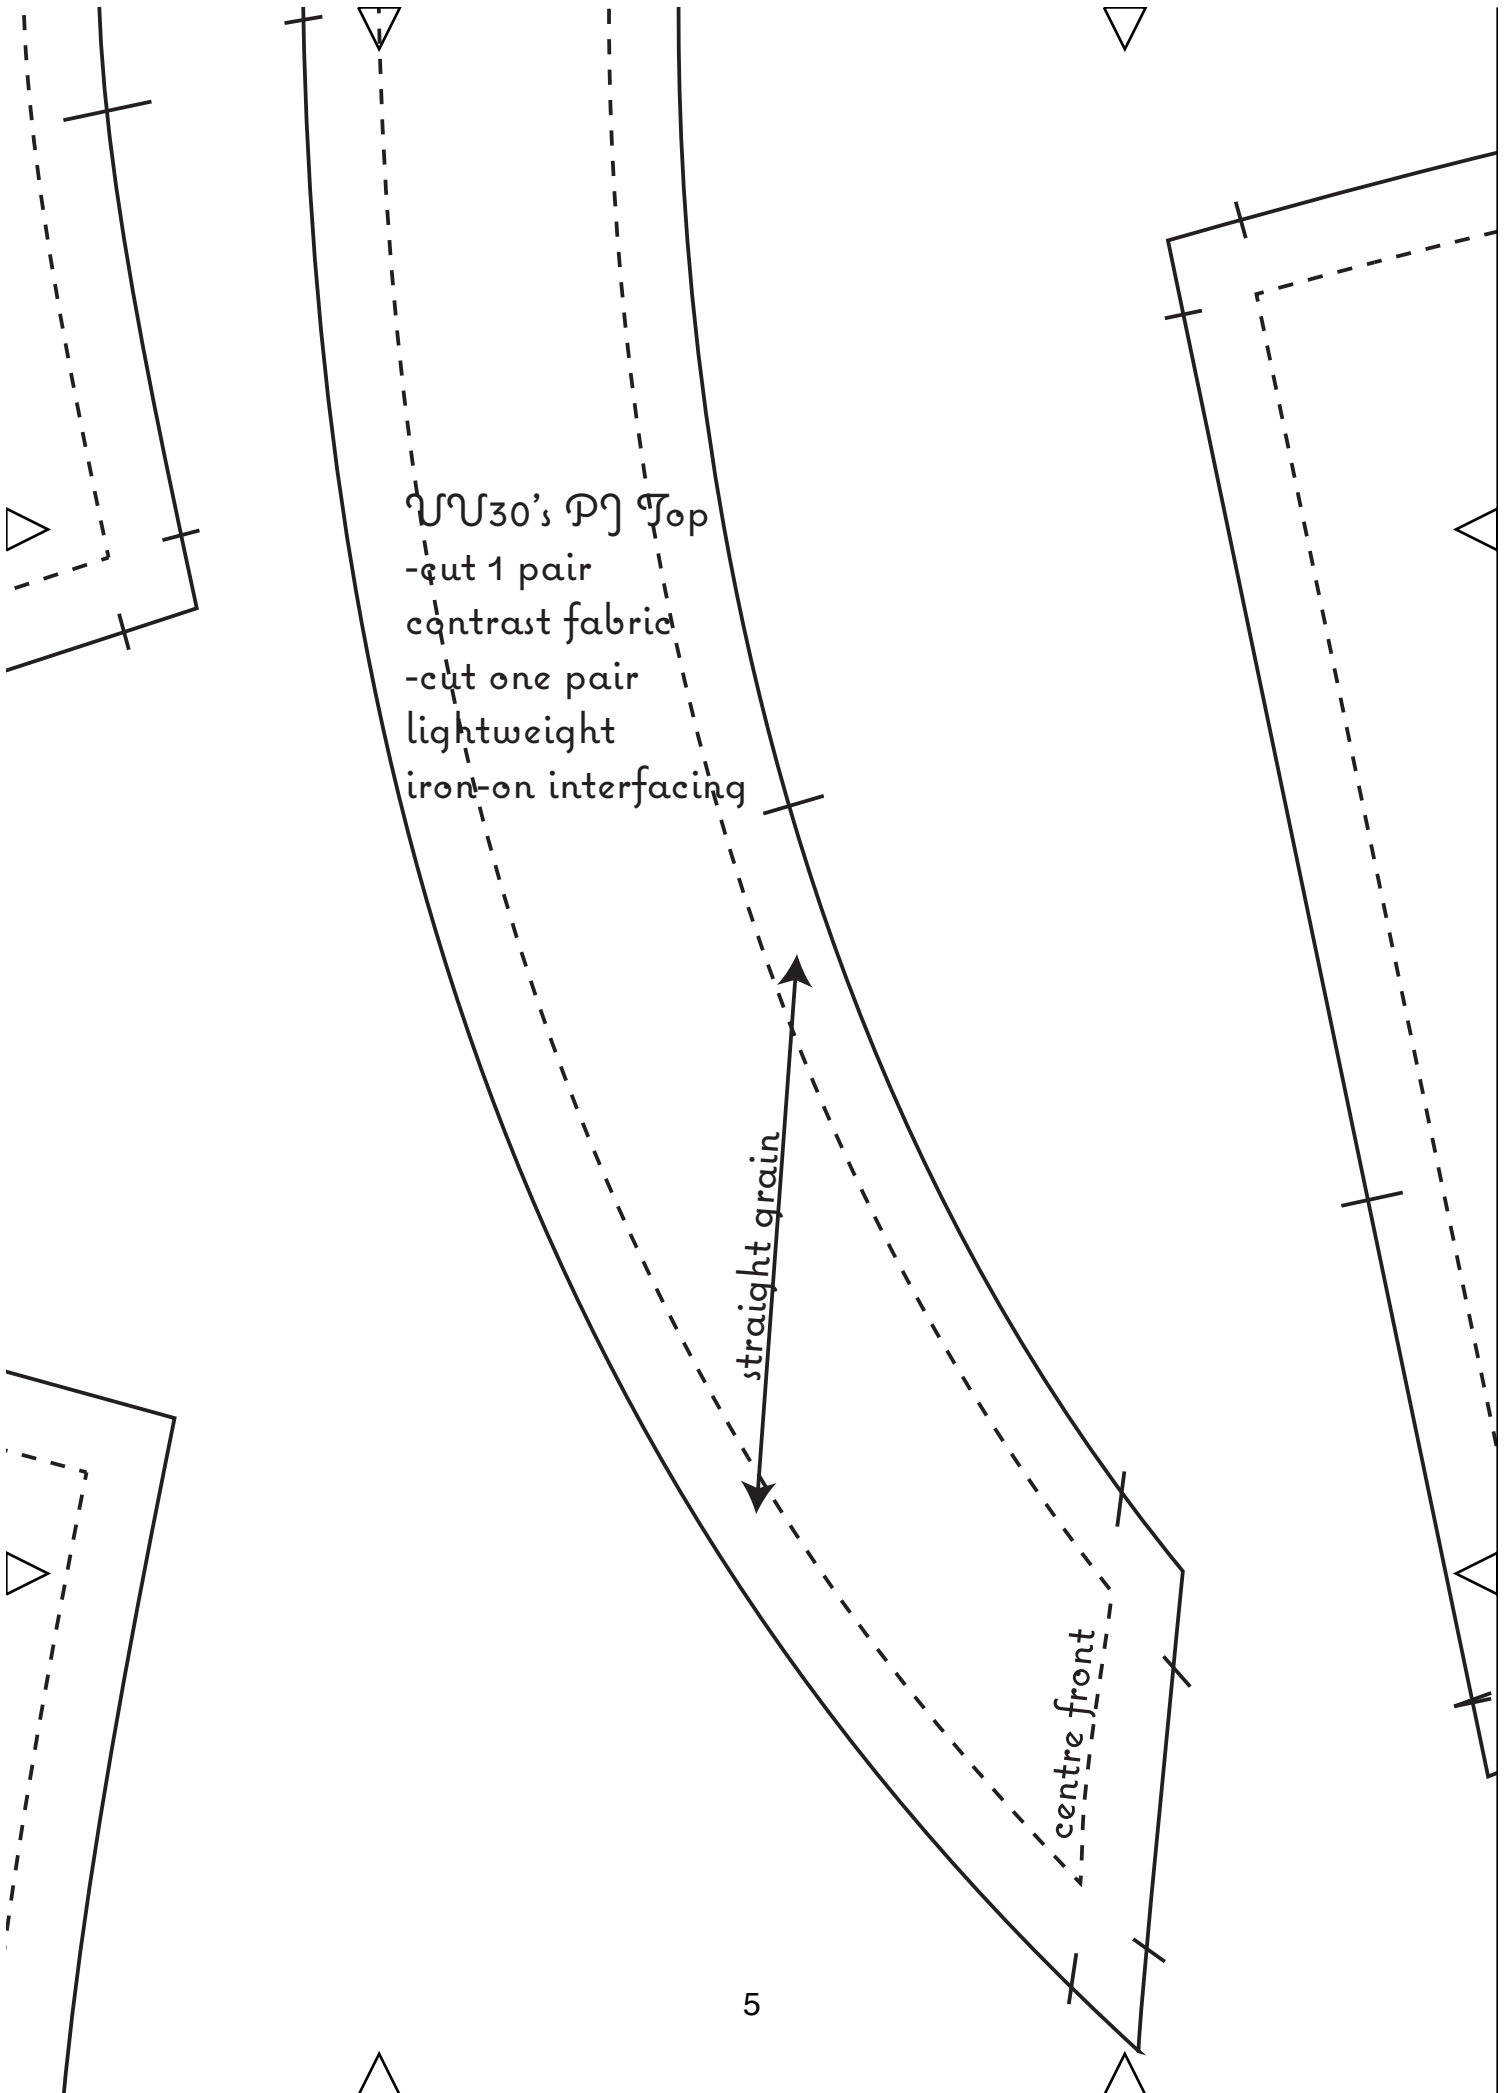 VV30's PJ Top
-cut 1 pair
contrast fabric
-cut one pair
lightweight
iron-on interfacing
straight grain
centre front
5